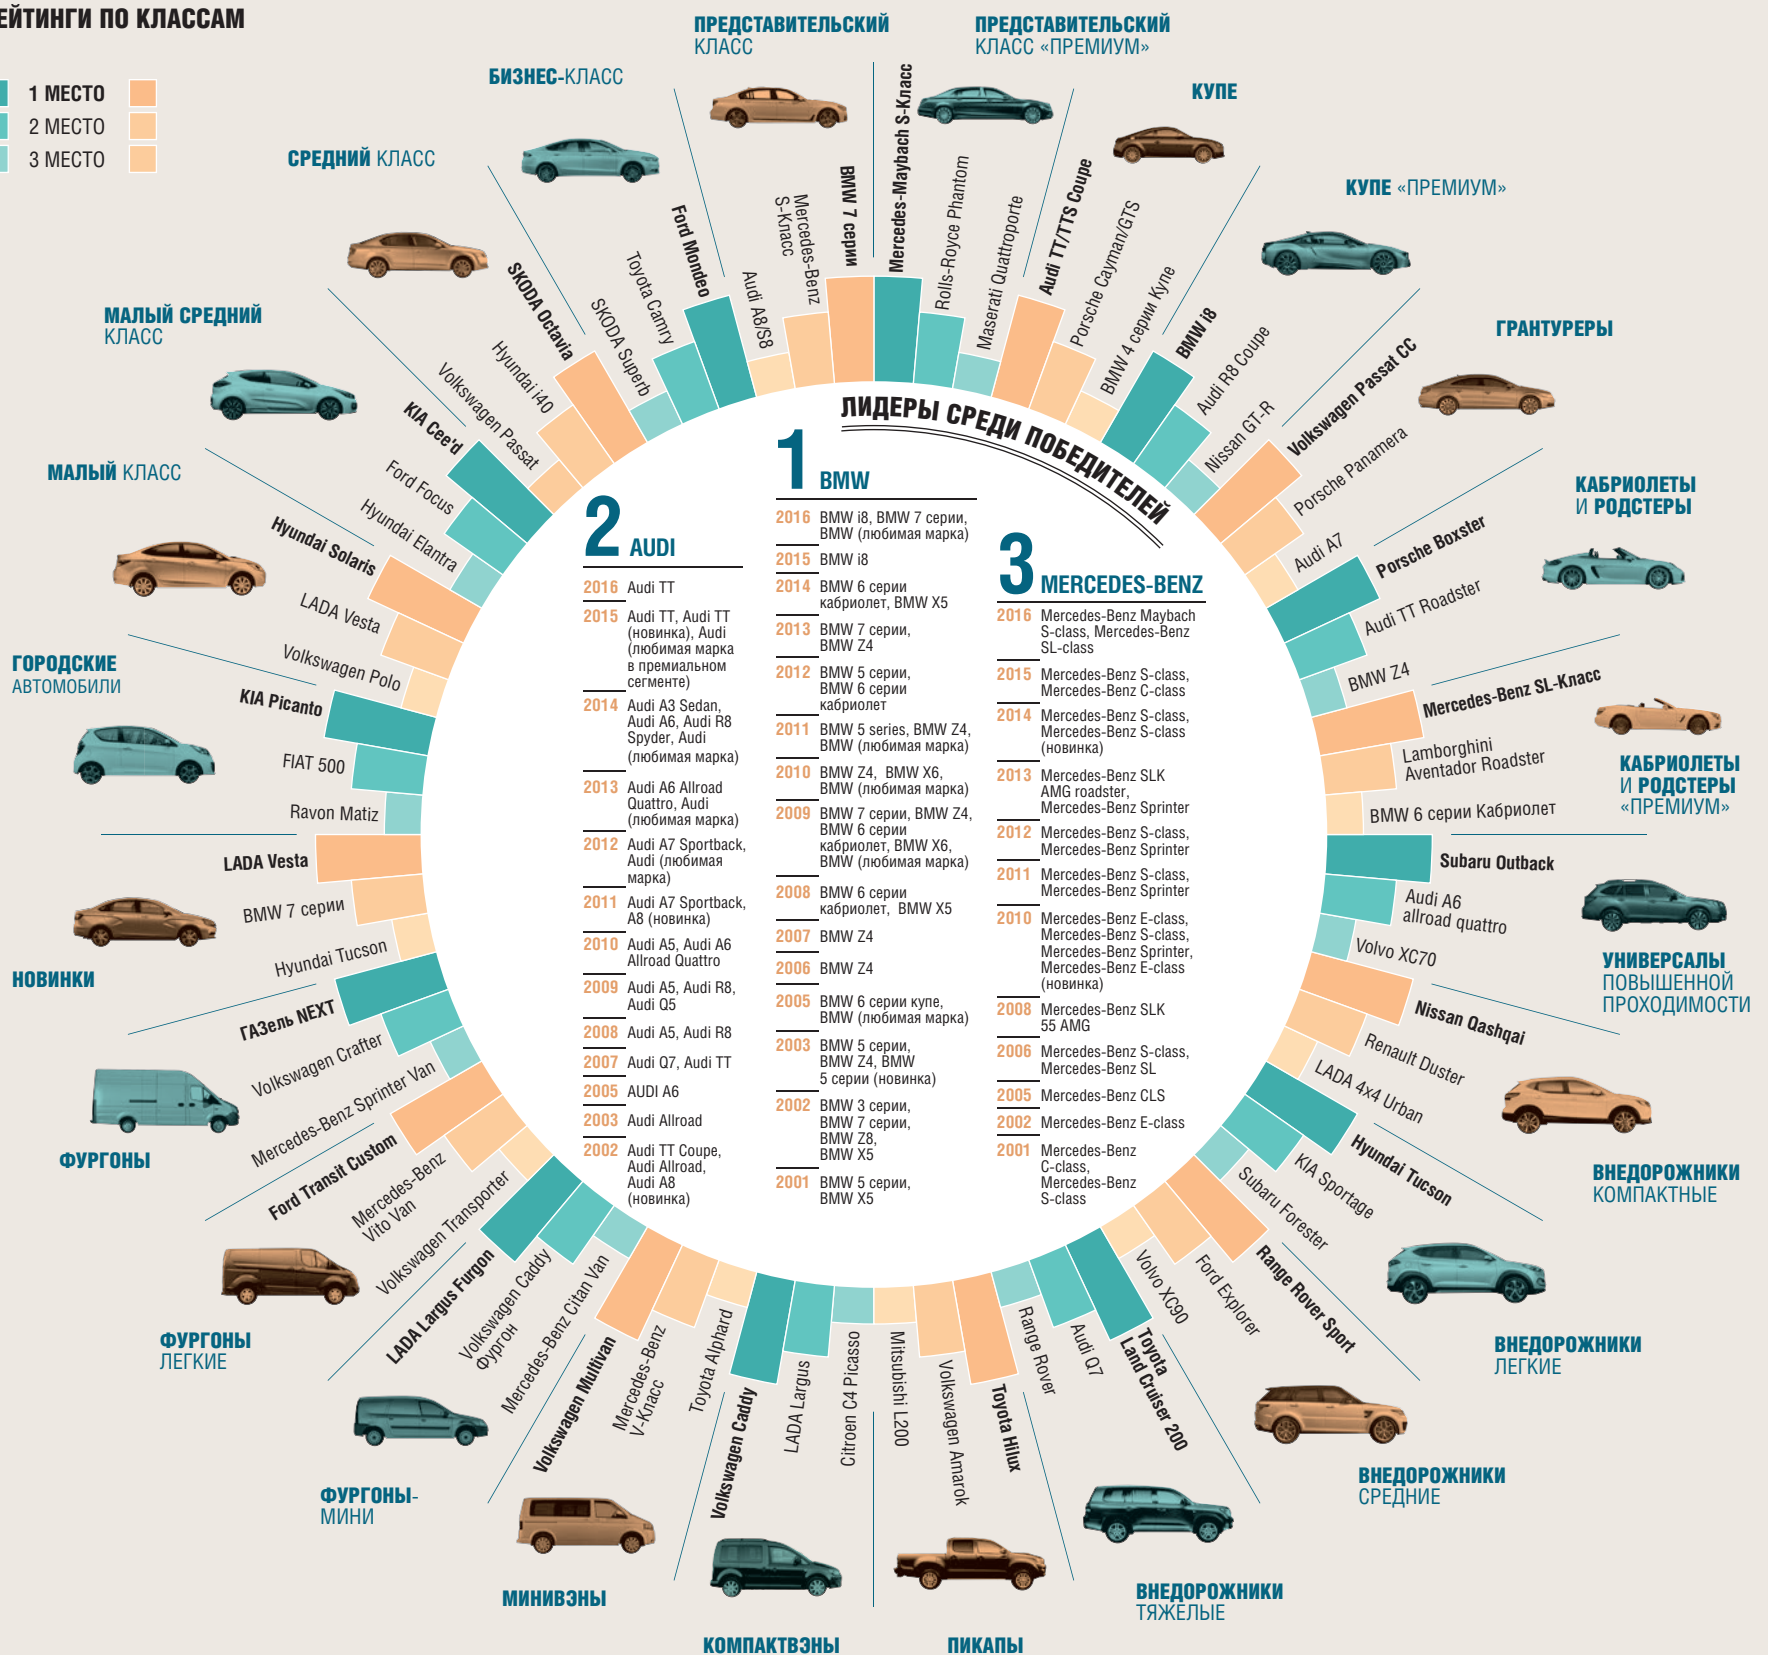 ЕЙТИНГИ ПО КЛАССАМ
1 МЕСТО
2 МЕСТО
3 МЕСТО
ПРЕДСТАВИТЕЛЬСКИЙ
КЛАСС
Audi A8/S8
Mercedes-Benz
S-Класс
BMW 7 серии
ПРЕДСТАВИТЕЛЬСКИЙ
КЛАСС «ПРЕМИУМ»
Mercedes-Maybach S-Класс
Rolls-Royce Phantom
Maserati Quattroporte
КУПЕ
Audi TT/TTS Coupe
Porsche Cayman/GTS
BMW 4 серии Купе
КУПЕ «ПРЕМИУМ»
BMW i8
Audi R8 Coupe
Nissan GT-R
ГРАНТУРЕРЫ
Volkswagen Passat CC
Porsche Panamera
Audi A7
КАБРИОЛЕТЫ
И РОДСТЕРЫ
Porsche Boxster
Audi TT Roadster
BMW Z4
КАБРИОЛЕТЫ
И РОДСТЕРЫ
«ПРЕМИУМ»
Mercedes-Benz SL-Класс
Lamborghini
Aventador Roadster
BMW 6 серии Кабриолет
УНИВЕРСАЛЫ
ПОВЫШЕННОЙ
ПРОХОДИМОСТИ
Subaru Outback
Audi A6
allroad quattro
Volvo XC70
ВНЕДОРОЖНИКИ
КОМПАКТНЫЕ
Nissan Qashqai
Renault Duster
LADA 4x4 Urban
ВНЕДОРОЖНИКИ
ЛЕГКИЕ
Hyundai Tucson
KIA Sportage
Subaru Forester
ВНЕДОРОЖНИКИ
СРЕДНИЕ
Range Rover Sport
Ford Explorer
Volvo XC90
ВНЕДОРОЖНИКИ
ТЯЖЕЛЫЕ
Toyota
Land Cruiser 200
Audi Q7
Range Rover
ПИКАПЫ
Toyota Hilux
Volkswagen Amarok
Mitsubishi L200
КОМПАКТВЭНЫ
Citroen C4 Picasso
LADA Largus
Volkswagen Caddy
МИНИВЭНЫ
Toyota Alphard
Mercedes-Benz
V-Класс
Volkswagen Multivan
ФУРГОНЫ-
МИНИ
Mercedes-Benz Citan Van
Volkswagen Caddy
Фургон
LADA Largus Furgon
ФУРГОНЫ
ЛЕГКИЕ
Volkswagen Transporter
Mercedes-Benz
Vito Van
Ford Transit Custom
ФУРГОНЫ
Mercedes-Benz Sprinter Van
Volkswagen Crafter
ГАЗель NEXT
НОВИНКИ
Hyundai Tucson
BMW 7 серии
LADA Vesta
ГОРОДСКИЕ
АВТОМОБИЛИ
Ravon Matiz
FIAT 500
KIA Picanto
МАЛЫЙ КЛАСС
Volkswagen Polo
LADA Vesta
Hyundai Solaris
МАЛЫЙ СРЕДНИЙ
КЛАСС
Hyundai Elantra
Ford Focus
KIA Cee'd
СРЕДНИЙ КЛАСС
Volkswagen Passat
Hyundai i40
SKODA Octavia
БИЗНЕС-КЛАСС
SKODA Superb
Toyota Camry
Ford Mondeo
ЛИДЕРЫ СРЕДИ ПОБЕДИТЕЛЕЙ
1 BMW
2016 BMW i8, BMW 7 серии,
BMW (любимая марка)
2015 BMW i8
2014 BMW 6 серии
кабриолет, BMW X5
2013 BMW 7 серии,
BMW Z4
2012 BMW 5 серии,
BMW 6 серии
кабриолет
2011 BMW 5 series, BMW Z4,
BMW (любимая марка)
2010 BMW Z4, BMW X6,
BMW (любимая марка)
2009 BMW 7 серии, BMW Z4,
BMW 6 серии
кабриолет, BMW X6,
BMW (любимая марка)
2008 BMW 6 серии
кабриолет, BMW X5
2007 BMW Z4
2006 BMW Z4
2005 BMW 6 серии купе,
BMW (любимая марка)
2003 BMW 5 серии,
BMW Z4, BMW
5 серии (новинка)
2002 BMW 3 серии,
BMW 7 серии,
BMW Z8,
BMW X5
2001 BMW 5 серии,
BMW X5
2 AUDI
2016 Audi TT
2015 Audi TT, Audi TT
(новинка), Audi
(любимая марка
в премиальном
сегменте)
2014 Audi A3 Sedan,
Audi A6, Audi R8
Spyder, Audi
(любимая марка)
2013 Audi A6 Allroad
Quattro, Audi
(любимая марка)
2012 Audi A7 Sportback,
Audi (любимая
марка)
2011 Audi A7 Sportback,
A8 (новинка)
2010 Audi A5, Audi A6
Allroad Quattro
2009 Audi A5, Audi R8,
Audi Q5
2008 Audi A5, Audi R8
2007 Audi Q7, Audi TT
2005 AUDI A6
2003 Audi Allroad
2002 Audi TT Coupe,
Audi Allroad,
Audi A8
(новинка)
3 MERCEDES-BENZ
2016 Mercedes-Benz Maybach
S-class, Mercedes-Benz
SL-class
2015 Mercedes-Benz S-class,
Mercedes-Benz C-class
2014 Mercedes-Benz S-class,
Mercedes-Benz S-class
(новинка)
2013 Mercedes-Benz SLK
AMG roadster,
Mercedes-Benz Sprinter
2012 Mercedes-Benz S-class,
Mercedes-Benz Sprinter
2011 Mercedes-Benz S-class,
Mercedes-Benz Sprinter
2010 Mercedes-Benz E-class,
Mercedes-Benz S-class,
Mercedes-Benz Sprinter,
Mercedes-Benz E-class
(новинка)
2008 Mercedes-Benz SLK
55 AMG
2006 Mercedes-Benz S-class,
Mercedes-Benz SL
2005 Mercedes-Benz CLS
2002 Mercedes-Benz E-class
2001 Mercedes-Benz
C-class,
Mercedes-Benz
S-class